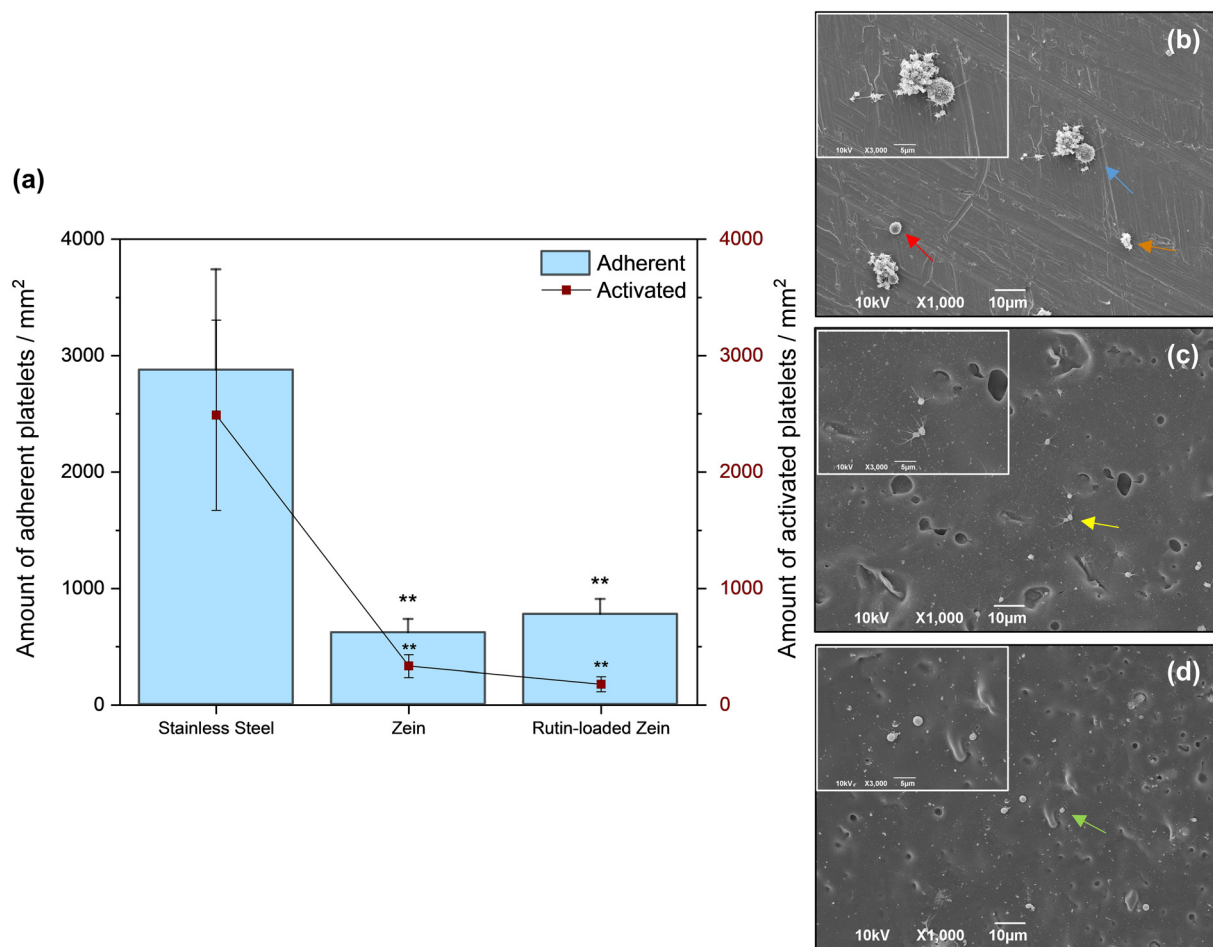 (a)
Amount of adherent platelets / mm²
4000
3000
2000
1000
0
Adherent
Activated
**
**
**
**
Stainless Steel
Zein
Rutin-loaded Zein
4000
3000
2000
1000
0
Amount of activated platelets / mm²
(b)
10kV X3,000 5µm
10kV X1,000 10µm
(c)
10kV X3,000 5µm
10kV X1,000 10µm
(d)
10kV X3,000 5µm
10kV X1,000 10µm